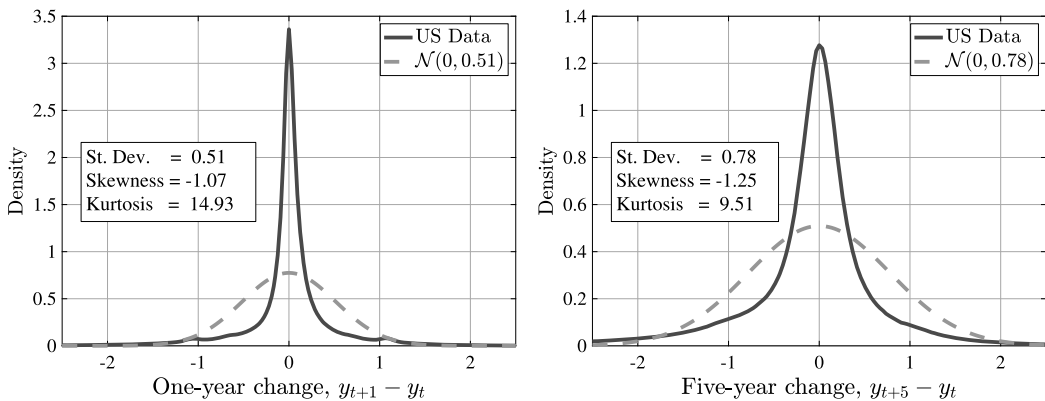 3.5
3
2.5
2
1.5
1
0.5
0
Density
US Data
𝒩(0, 0.51)
St. Dev. = 0.51
Skewness = -1.07
Kurtosis = 14.93
-2 -1 0 1 2
One-year change, y_{t+1} − y_t
1.4
1.2
1
0.8
0.6
0.4
0.2
0
Density
US Data
𝒩(0, 0.78)
St. Dev. = 0.78
Skewness = -1.25
Kurtosis = 9.51
-2 -1 0 1 2
Five-year change, y_{t+5} − y_t